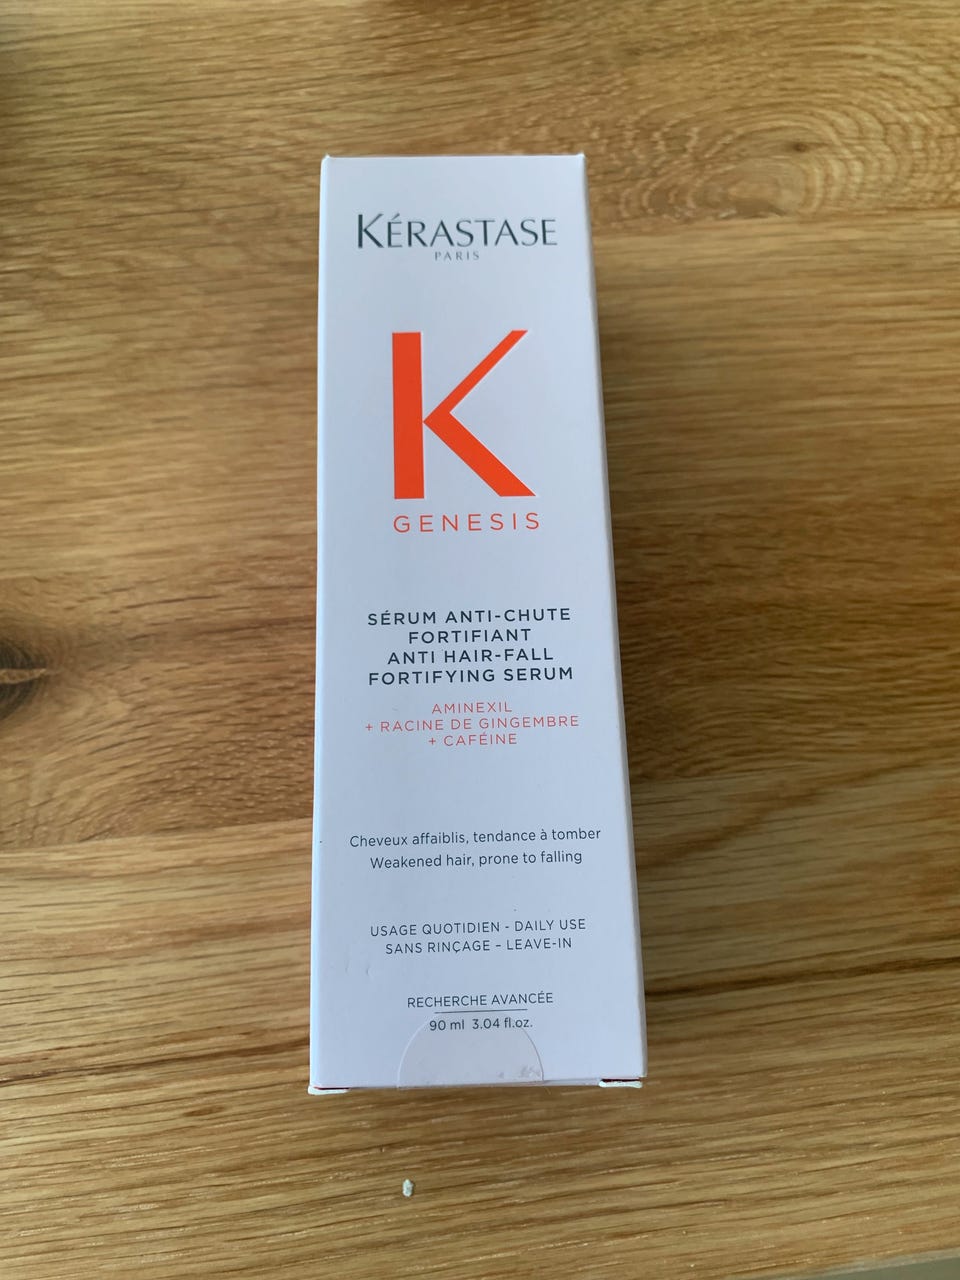 KÉRASTASE
PARIS
K
GENESIS
SÉRUM ANTI-CHUTE
FORTIFIANT
ANTI HAIR-FALL
FORTIFYING SERUM
AMINEXIL
+ RACINE DE GINGEMBRE
+ CAFÉINE
Cheveux affaiblis, tendance à tomber
Weakened hair, prone to falling
USAGE QUOTIDIEN - DAILY USE
SANS RINÇAGE – LEAVE-IN
RECHERCHE AVANCÉE
90 ml 3.04 fl.oz.